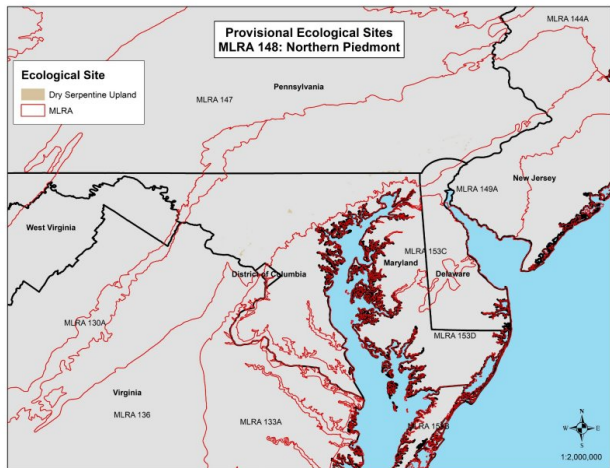 Provisional Ecological Sites
MLRA 148: Northern Piedmont
MLRA 144A
Ecological Site
Dry Serpentine Upland
MLRA
Pennsylvania
MLRA 147
New Jersey
MLRA 149A
West Virginia
MLRA 153C
Maryland
District of Columbia
Delaware
MLRA 130A
MLRA 153D
Virginia
MLRA 136
MLRA 133A
N
W E
S
1:2,000,000